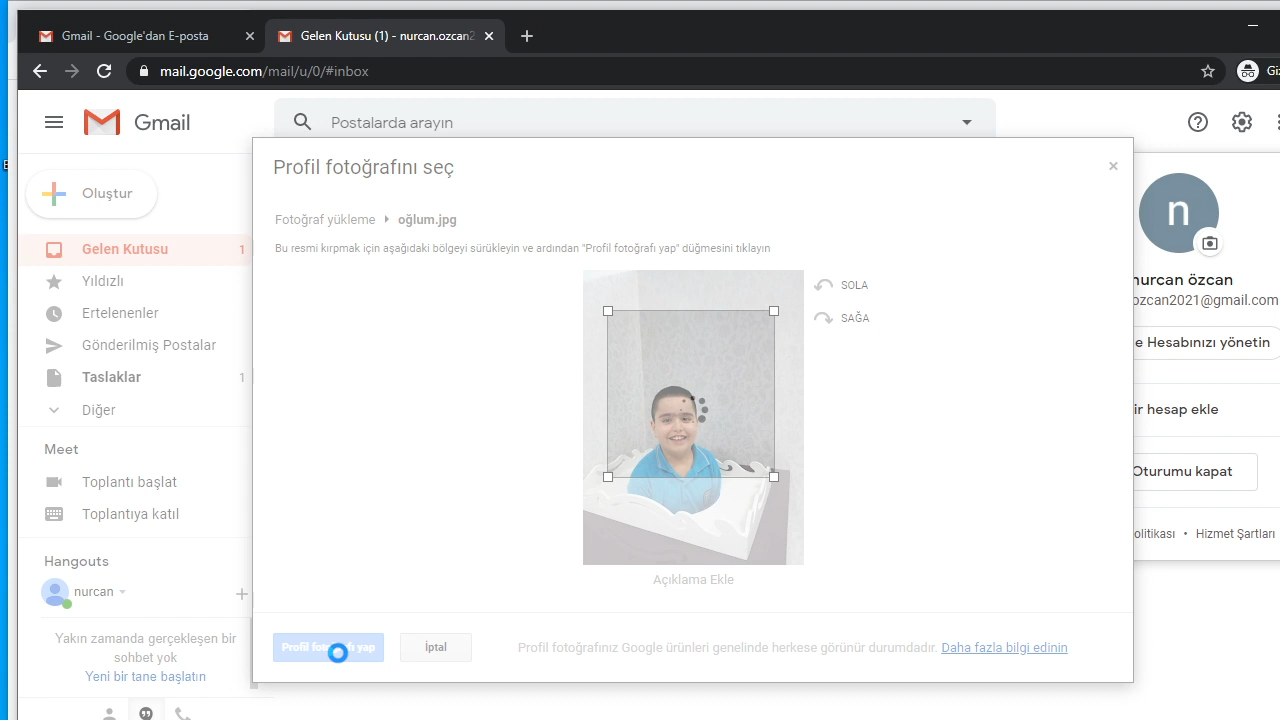 Gmail - Google'dan E-posta
Gelen Kutusu (1) - nurcan.ozcan2
mail.google.com/mail/u/0/#inbox
Giz
Gmail
Postalarda arayın
Oluştur
Gelen Kutusu 1
Yıldızlı
Ertelenenler
Gönderilmiş Postalar
Taslaklar 1
Diğer
Meet
Toplantı başlat
Toplantıya katıl
Hangouts
nurcan
Yakın zamanda gerçekleşen bir
sohbet yok
Yeni bir tane başlatın
Profil fotoğrafını seç
Fotoğraf yükleme
oğlum.jpg
Bu resmi kırpmak için aşağıdaki bölgeyi sürükleyin ve ardından "Profil fotoğrafı yap" düğmesini tıklayın
SOLA
SAĞA
Açıklama Ekle
Profil fotoğrafı yap
İptal
Profil fotoğrafınız Google ürünleri genelinde herkese görünür durumdadır. Daha fazla bilgi edinin
n
nurcan özcan
ozcan2021@gmail.com
e Hesabınızı yönetin
ir hesap ekle
Oturumu kapat
olitikası • Hizmet Şartları